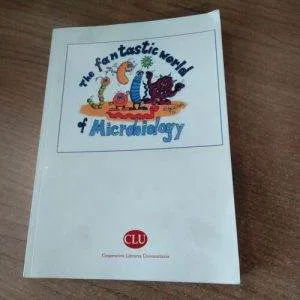 The fantastic world
of Microbiology
CLU
Cooperativa Libraria Universitaria